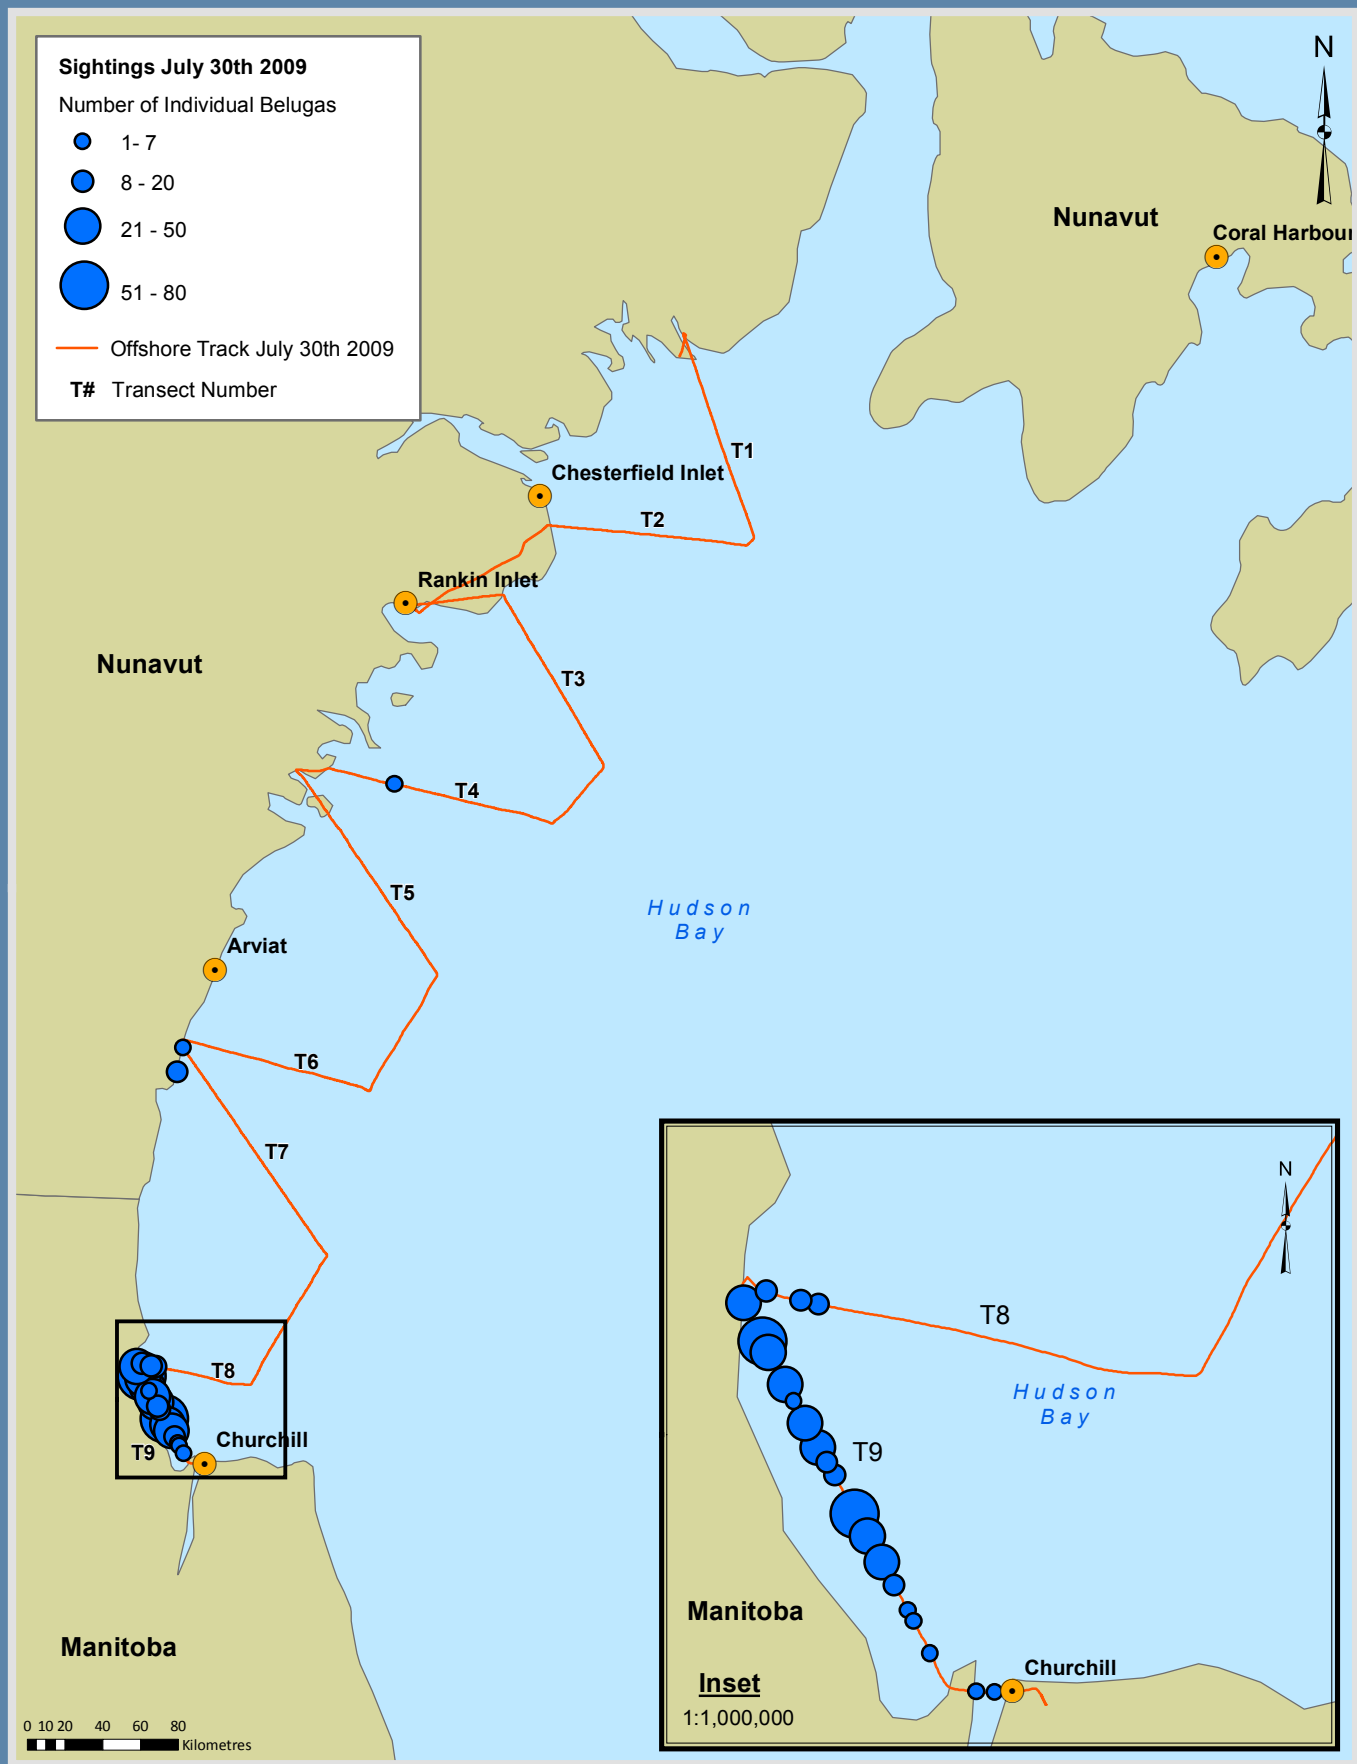 Sightings July 30th 2009
Number of Individual Belugas
1- 7
8 - 20
21 - 50
51 - 80
Offshore Track July 30th 2009
T# Transect Number
N
Nunavut
Coral Harbour
T1
Chesterfield Inlet
T2
Rankin Inlet
Nunavut
T3
T4
T5
Hudson
Bay
Arviat
T6
T7
T8
Churchill
T9
Manitoba
0 10 20 40 60 80
Kilometres
N
T8
Hudson
Bay
T9
Manitoba
Churchill
Inset
1:1,000,000